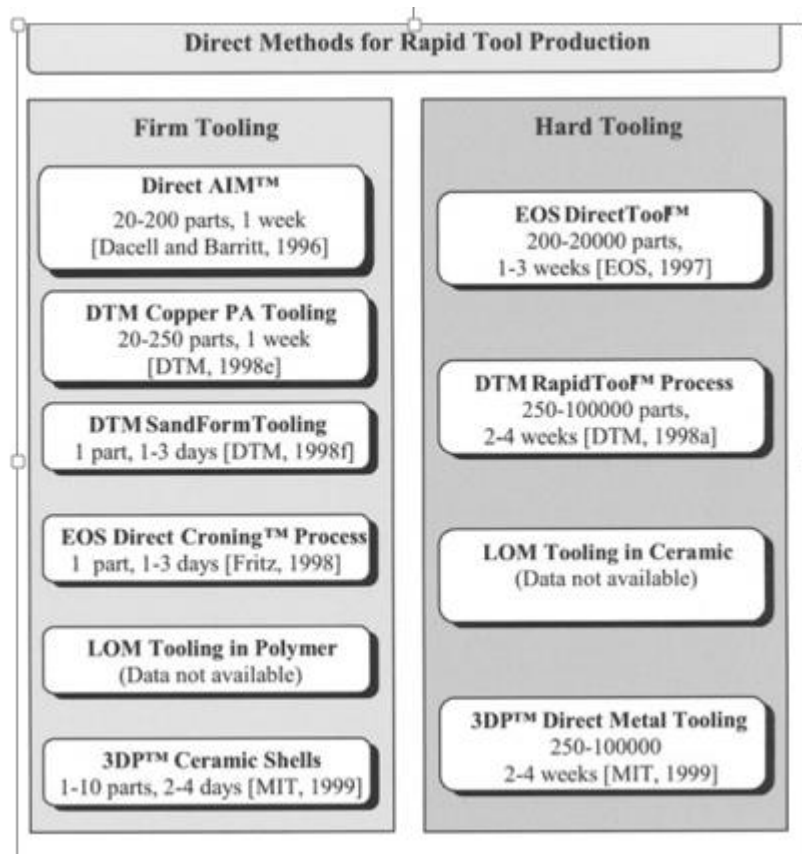 Direct Methods for Rapid Tool Production
Firm Tooling
Direct AIM™
20-200 parts, 1 week
[Dacell and Barritt, 1996]
DTM Copper PA Tooling
20-250 parts, 1 week
[DTM, 1998e]
DTM SandForm Tooling
1 part, 1-3 days [DTM, 1998f]
EOS Direct Croning™ Process
1 part, 1-3 days [Fritz, 1998]
LOM Tooling in Polymer
(Data not available)
3DP™ Ceramic Shells
1-10 parts, 2-4 days [MIT, 1999]
Hard Tooling
EOS DirectTool™
200-20000 parts,
1-3 weeks [EOS, 1997]
DTM RapidTool™ Process
250-100000 parts,
2-4 weeks [DTM, 1998a]
LOM Tooling in Ceramic
(Data not available)
3DP™ Direct Metal Tooling
250-100000
2-4 weeks [MIT, 1999]